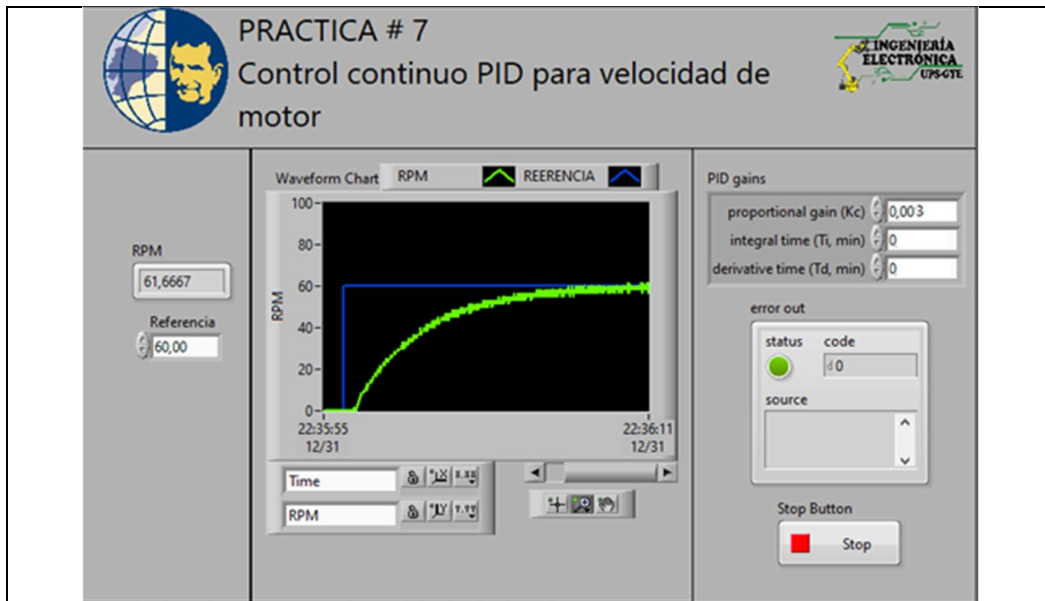 PRACTICA # 7
Control continuo PID para velocidad de
motor
INGENIERÍA
ELECTRÓNICA
UPS-GTE
RPM
61,6667
Referencia
60,00
Waveform Chart
RPM
REERENCIA
100
80
60
40
20
0
RPM
22:35:55
12/31
22:36:11
12/31
Time
RPM
PID gains
proportional gain (Kc) 0,003
integral time (Ti, min) 0
derivative time (Td, min) 0
error out
status code
d 0
source
Stop Button
Stop